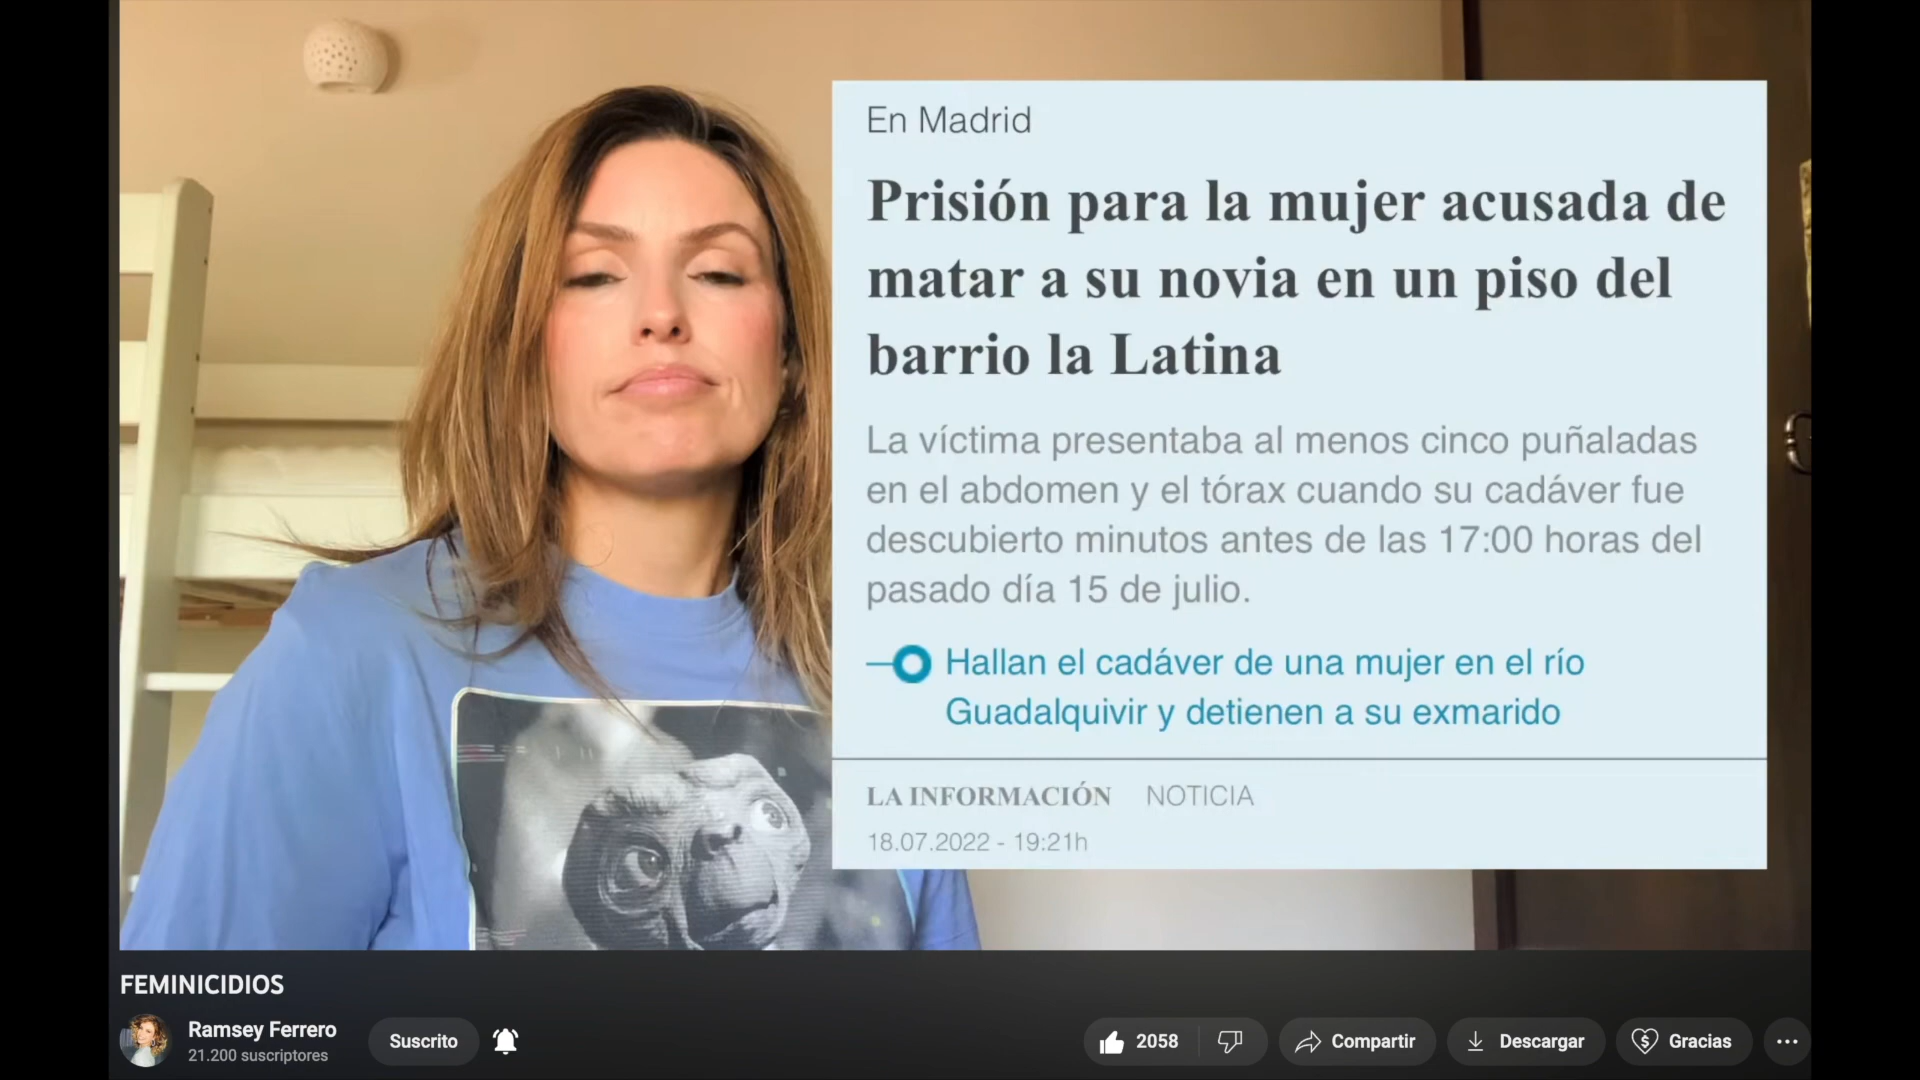 En Madrid
Prisión para la mujer acusada de
matar a su novia en un piso del
barrio la Latina
La víctima presentaba al menos cinco puñaladas
en el abdomen y el tórax cuando su cadáver fue
descubierto minutos antes de las 17:00 horas del
pasado día 15 de julio.
Hallan el cadáver de una mujer en el río
Guadalquivir y detienen a su exmarido
LA INFORMACIÓN NOTICIA
18.07.2022 - 19:21h
FEMINICIDIOS
Ramsey Ferrero
21.200 suscriptores
Suscrito
2058
Compartir
Descargar
Gracias